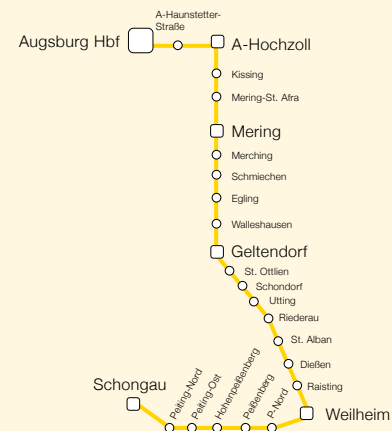 A-Haunstetter-
Straße
Augsburg Hbf
A-Hochzoll
Kissing
Mering-St. Afra
Mering
Merching
Schmiechen
Egling
Walleshausen
Geltendorf
St. Ottlien
Schondorf
Utting
Riederau
St. Alban
Dießen
Raisting
Weilheim
Schongau
Peiting-Nord
Peiting-Ost
Hohenpeißenberg
Peißenberg
P-Nord